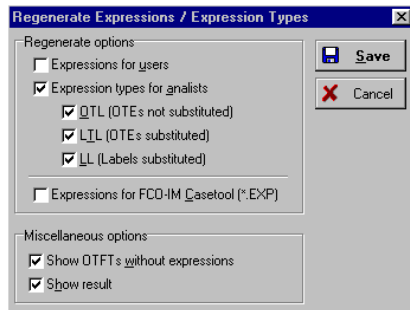 Regenerate Expressions / Expression Types
Regenerate options
Expressions for users
Expression types for analists
OTL (OTEs not substituted)
LTL (OTEs substituted)
LL (Labels substituted)
Expressions for FCO-IM Casetool (*.EXP)
Miscellaneous options
Show OTFTs without expressions
Show result
Save
Cancel